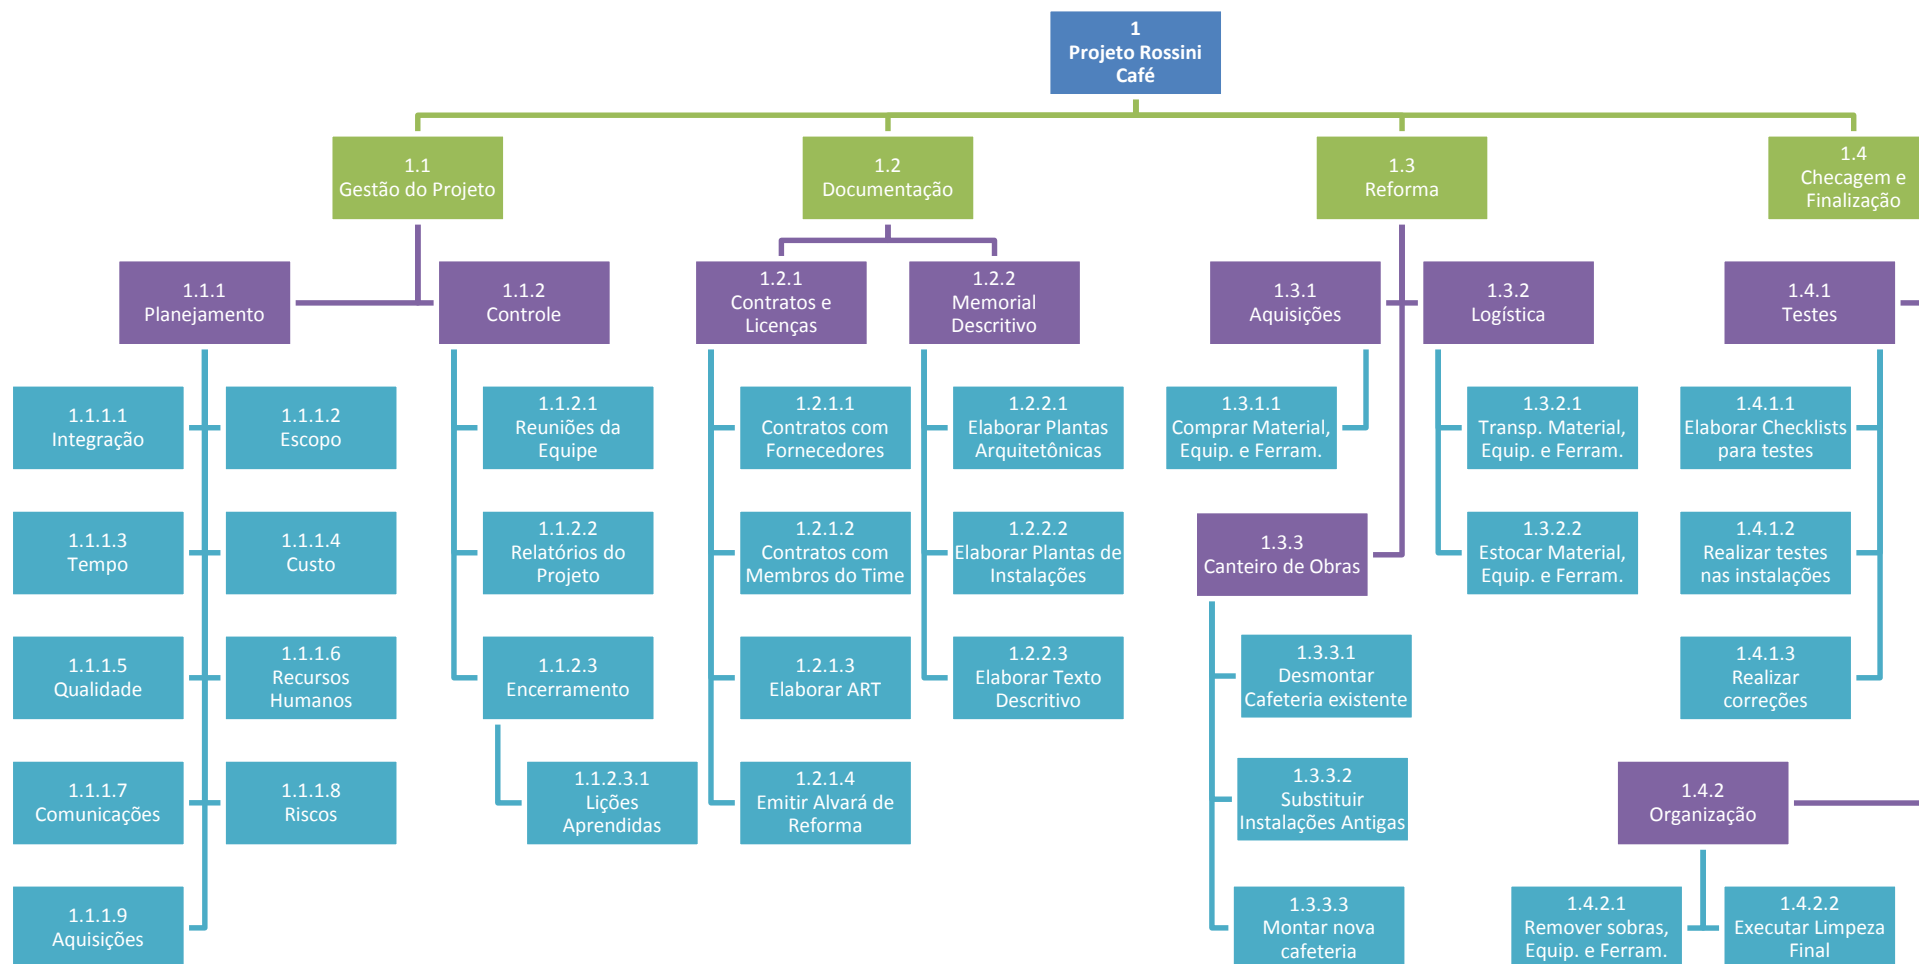 1
Projeto Rossini
Café
1.1
Gestão do Projeto
1.2
Documentação
1.3
Reforma
1.4
Checagem e
Finalização
1.1.1
Planejamento
1.1.2
Controle
1.2.1
Contratos e
Licenças
1.2.2
Memorial
Descritivo
1.3.1
Aquisições
1.3.2
Logística
1.4.1
Testes
1.1.1.1
Integração
1.1.1.2
Escopo
1.1.2.1
Reuniões da
Equipe
1.2.1.1
Contratos com
Fornecedores
1.2.2.1
Elaborar Plantas
Arquitetônicas
1.3.1.1
Comprar Material,
Equip. e Ferram.
1.3.2.1
Transp. Material,
Equip. e Ferram.
1.4.1.1
Elaborar Checklists
para testes
1.1.1.3
Tempo
1.1.1.4
Custo
1.1.2.2
Relatórios do
Projeto
1.2.1.2
Contratos com
Membros do Time
1.2.2.2
Elaborar Plantas de
Instalações
1.3.3
Canteiro de Obras
1.3.2.2
Estocar Material,
Equip. e Ferram.
1.4.1.2
Realizar testes
nas instalações
1.1.1.5
Qualidade
1.1.1.6
Recursos
Humanos
1.1.2.3
Encerramento
1.2.1.3
Elaborar ART
1.2.2.3
Elaborar Texto
Descritivo
1.3.3.1
Desmontar
Cafeteria existente
1.4.1.3
Realizar
correções
1.1.1.7
Comunicações
1.1.1.8
Riscos
1.1.2.3.1
Lições
Aprendidas
1.2.1.4
Emitir Alvará de
Reforma
1.3.3.2
Substituir
Instalações Antigas
1.4.2
Organização
1.1.1.9
Aquisições
1.3.3.3
Montar nova
cafeteria
1.4.2.1
Remover sobras,
Equip. e Ferram.
1.4.2.2
Executar Limpeza
Final